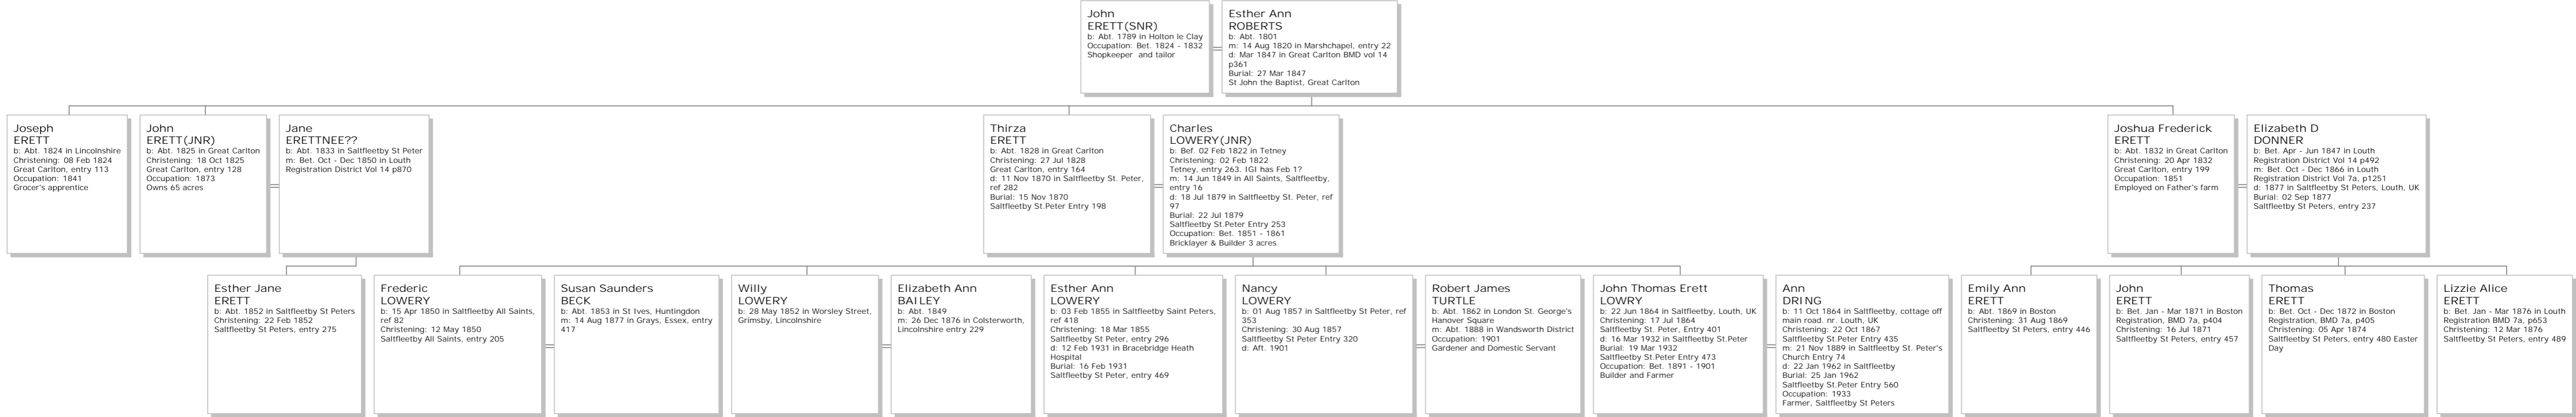 John
ERETT(SNR)
b: Abt. 1789 in Holton le Clay
Occupation: Bet. 1824 - 1832
Shopkeeper  and tailor
Esther Ann
ROBERTS
b: Abt. 1801
m: 14 Aug 1820 in Marshchapel, entry 22
d: Mar 1847 in Great Carlton BMD vol 14
p361
Burial: 27 Mar 1847
St John the Baptist, Great Carlton
Joseph
ERETT
b: Abt. 1824 in Lincolnshire
Christening: 08 Feb 1824
Great Carlton, entry 113
Occupation: 1841
Grocer's apprentice
John
ERETT(JNR)
b: Abt. 1825 in Great Carlton
Christening: 18 Oct 1825
Great Carlton, entry 128
Occupation: 1873
Owns 65 acres
Jane
ERETTNEE??
b: Abt. 1833 in Saltfleetby St Peter
m: Bet. Oct - Dec 1850 in Louth
Registration District Vol 14 p870
Thirza
ERETT
b: Abt. 1828 in Great Carlton
Christening: 27 Jul 1828
Great Carlton, entry 164
d: 11 Nov 1870 in Saltfleetby St. Peter,
ref 282
Burial: 15 Nov 1870
Saltfleetby St.Peter Entry 198
Charles
LOWERY(JNR)
b: Bef. 02 Feb 1822 in Tetney
Christening: 02 Feb 1822
Tetney, entry 263. IGI has Feb 1?
m: 14 Jun 1849 in All Saints, Saltfleetby,
entry 16
d: 18 Jul 1879 in Saltfleetby St. Peter, ref
97
Burial: 22 Jul 1879
Saltfleetby St.Peter Entry 253
Occupation: Bet. 1851 - 1861
Bricklayer & Builder 3 acres
Joshua Frederick
ERETT
b: Abt. 1832 in Great Carlton
Christening: 20 Apr 1832
Great Carlton, entry 199
Occupation: 1851
Employed on Father's farm
Elizabeth D
DONNER
b: Bet. Apr - Jun 1847 in Louth
Registration District Vol 14 p492
m: Bet. Oct - Dec 1866 in Louth
Registration District Vol 7a, p1251
d: 1877 in Saltfleetby St Peters, Louth, UK
Burial: 02 Sep 1877
Saltfleetby St Peters, entry 237
Esther Jane
ERETT
b: Abt. 1852 in Saltfleetby St Peters
Christening: 22 Feb 1852
Saltfleetby St Peters, entry 275
Frederic
LOWERY
b: 15 Apr 1850 in Saltfleetby All Saints,
ref 82
Christening: 12 May 1850
Saltfleetby All Saints, entry 205
Susan Saunders
BECK
b: Abt. 1853 in St Ives, Huntingdon
m: 14 Aug 1877 in Grays, Essex, entry
417
Willy
LOWERY
b: 28 May 1852 in Worsley Street,
Grimsby, Lincolnshire
Elizabeth Ann
BAILEY
b: Abt. 1849
m: 26 Dec 1876 in Colsterworth,
Lincolnshire entry 229
Esther Ann
LOWERY
b: 03 Feb 1855 in Saltfleetby Saint Peters,
ref 418
Christening: 18 Mar 1855
Saltfleetby St Peter, entry 296
d: 12 Feb 1931 in Bracebridge Heath
Hospital
Burial: 16 Feb 1931
Saltfleetby St Peter, entry 469
Nancy
LOWERY
b: 01 Aug 1857 in Saltfleetby St Peter, ref
353
Christening: 30 Aug 1857
Saltfleetby St Peter Entry 320
d: Aft. 1901
Robert James
TURTLE
b: Abt. 1862 in London St. George's
Hanover Square
m: Abt. 1888 in Wandsworth District
Occupation: 1901
Gardener and Domestic Servant
John Thomas Erett
LOWRY
b: 22 Jun 1864 in Saltfleetby, Louth, UK
Christening: 17 Jul 1864
Saltfleetby St. Peter, Entry 401
d: 16 Mar 1932 in Saltfleetby St.Peter
Burial: 19 Mar 1932
Saltfleetby St.Peter Entry 473
Occupation: Bet. 1891 - 1901
Builder and Farmer
Ann
DRING
b: 11 Oct 1864 in Saltfleetby, cottage off
main road. nr. Louth, UK
Christening: 22 Oct 1867
Saltfleetby St.Peter Entry 435
m: 21 Nov 1889 in Saltfleetby St. Peter's
Church Entry 74
d: 22 Jan 1962 in Saltfleetby
Burial: 25 Jan 1962
Saltfleetby St.Peter Entry 560
Occupation: 1933
Farmer, Saltfleetby St Peters
Emily Ann
ERETT
b: Abt. 1869 in Boston
Christening: 31 Aug 1869
Saltfleetby St Peters, entry 446
John
ERETT
b: Bet. Jan - Mar 1871 in Boston
Registration, BMD 7a, p404
Christening: 16 Jul 1871
Saltfleetby St Peters, entry 457
Thomas
ERETT
b: Bet. Oct - Dec 1872 in Boston
Registration, BMD 7a, p405
Christening: 05 Apr 1874
Saltfleetby St Peters, entry 480 Easter
Day
Lizzie Alice
ERETT
b: Bet. Jan - Mar 1876 in Louth
Registration BMD 7a, p653
Christening: 12 Mar 1876
Saltfleetby St Peters, entry 489